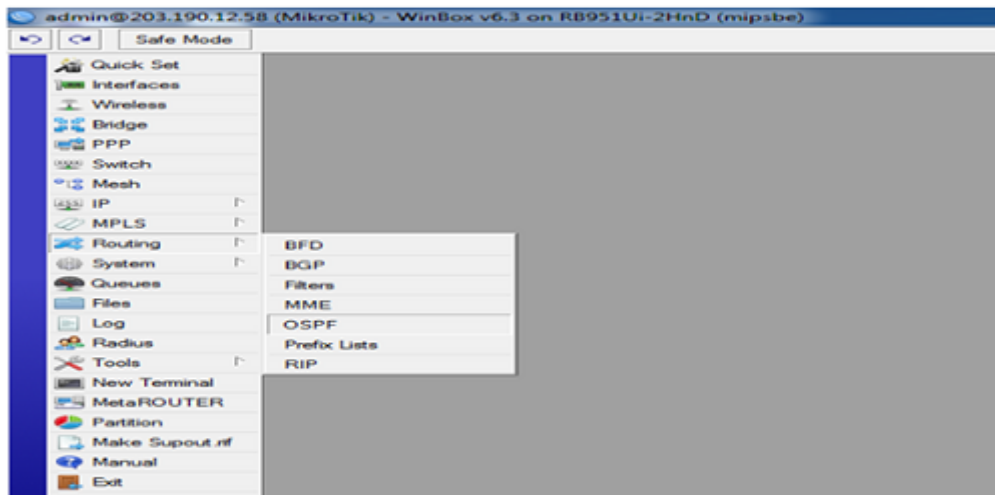 admin@203.190.12.58 (MikroTik) - WinBox v6.3 on RB951Ui-2HnD (mipsbe)
Safe Mode
Quick Set
Interfaces
Wireless
Bridge
PPP
Switch
Mesh
IP
MPLS
Routing
System
Queues
Files
Log
Radius
Tools
New Terminal
MetaROUTER
Partition
Make Supout.rif
Manual
Exit
BFD
BGP
Filters
MME
OSPF
Prefix Lists
RIP